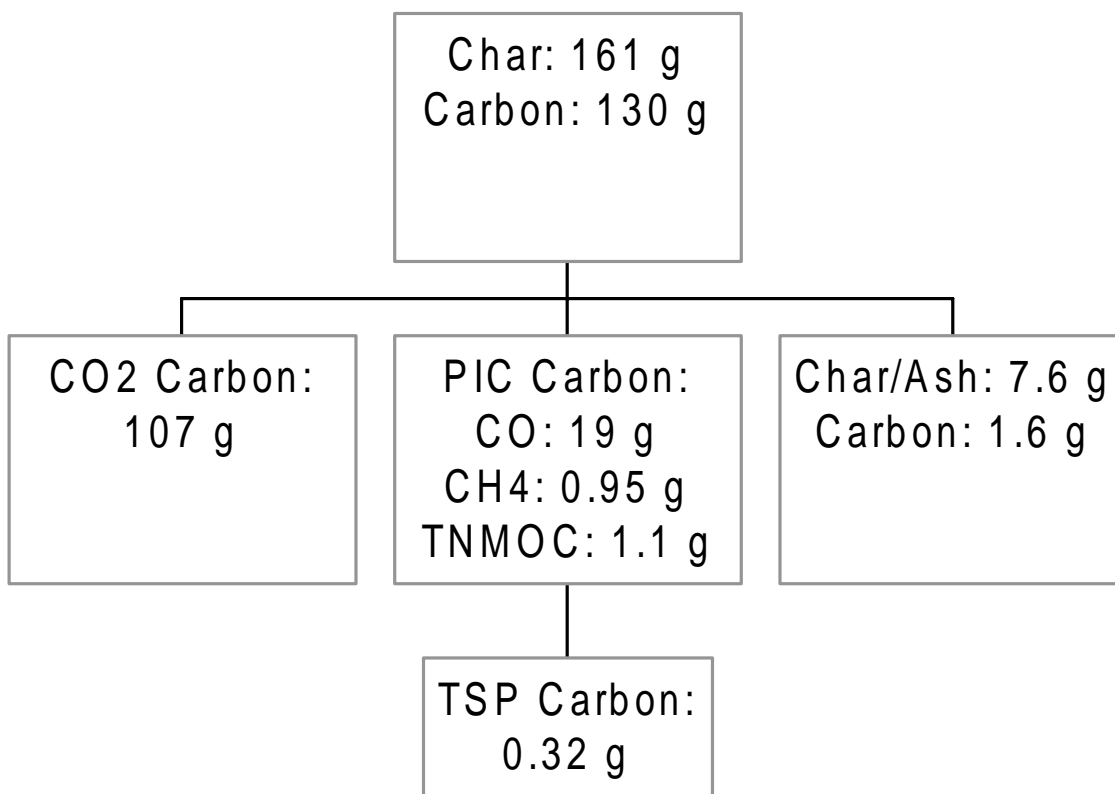 Char: 161 g
Carbon: 130 g
CO2 Carbon:
107 g
PIC Carbon:
CO: 19 g
CH4: 0.95 g
TNMOC: 1.1 g
Char/Ash: 7.6 g
Carbon: 1.6 g
TSP Carbon:
0.32 g